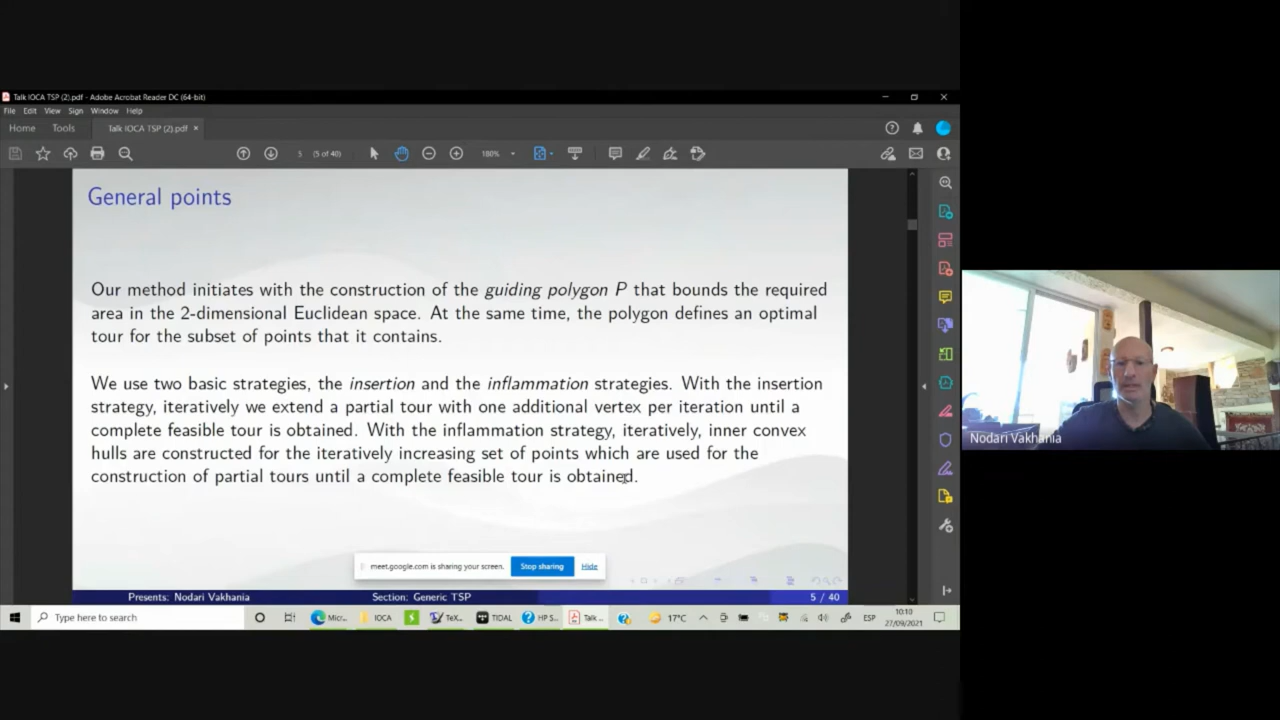 Talk IOCA TSP (2).pdf - Adobe Acrobat Reader DC (64-bit)
File Edit View Sign Window Help
Home Tools Talk IOCA TSP (2).pdf ×
5 (5 of 40) 180%
General points
Our method initiates with the construction of the guiding polygon P that bounds the required
area in the 2-dimensional Euclidean space. At the same time, the polygon defines an optimal
tour for the subset of points that it contains.
We use two basic strategies, the insertion and the inflammation strategies. With the insertion
strategy, iteratively we extend a partial tour with one additional vertex per iteration until a
complete feasible tour is obtained. With the inflammation strategy, iteratively, inner convex
hulls are constructed for the iteratively increasing set of points which are used for the
construction of partial tours until a complete feasible tour is obtained.
Nodari Vakhania
meet.google.com is sharing your screen. Stop sharing Hide
Presents: Nodari Vakhania Section: Generic TSP 5 / 40
Type here to search Micr... IOCA TeX... TIDAL HP S... Talk ... 17°C ESP 10:10
27/09/2021